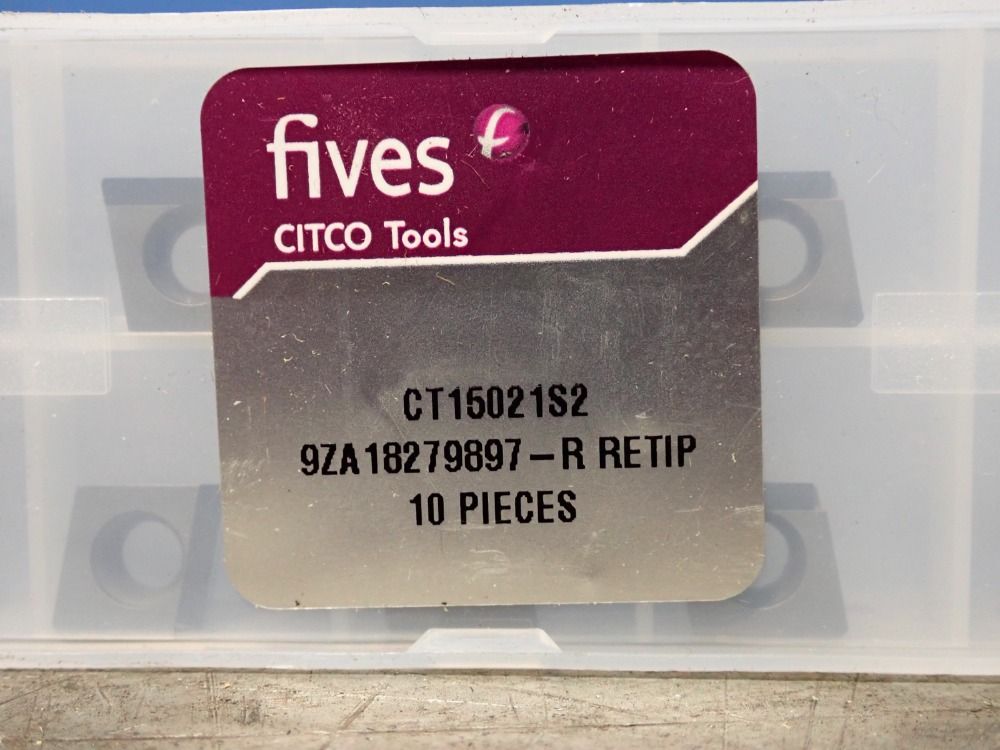 fives f
CITCO Tools
CT15021S2
9ZA18279897-R RETIP
10 PIECES